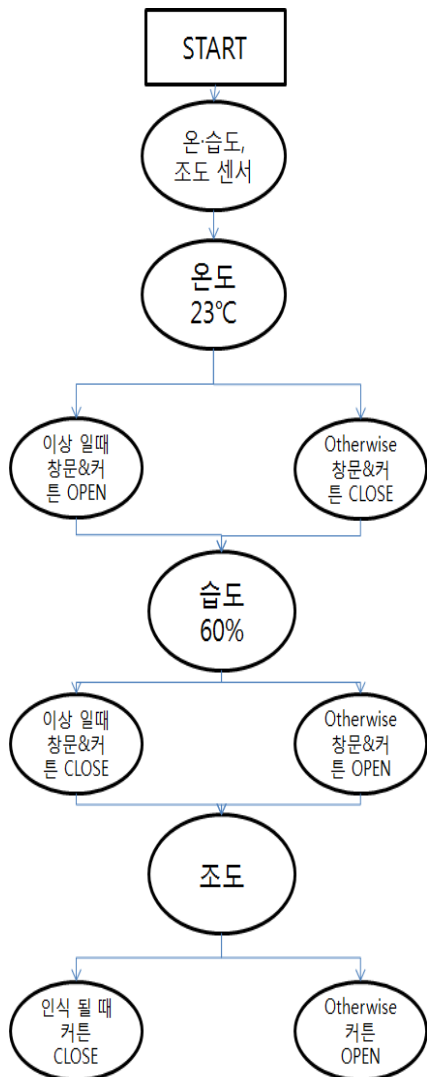 START
온·습도,
조도 센서
온도
23℃
이상 일때
창문&커
튼 OPEN
Otherwise
창문&커
튼 CLOSE
습도
60%
이상 일때
창문&커
튼 CLOSE
Otherwise
창문&커
튼 OPEN
조도
인식 될 때
커튼
CLOSE
Otherwise
커튼
OPEN